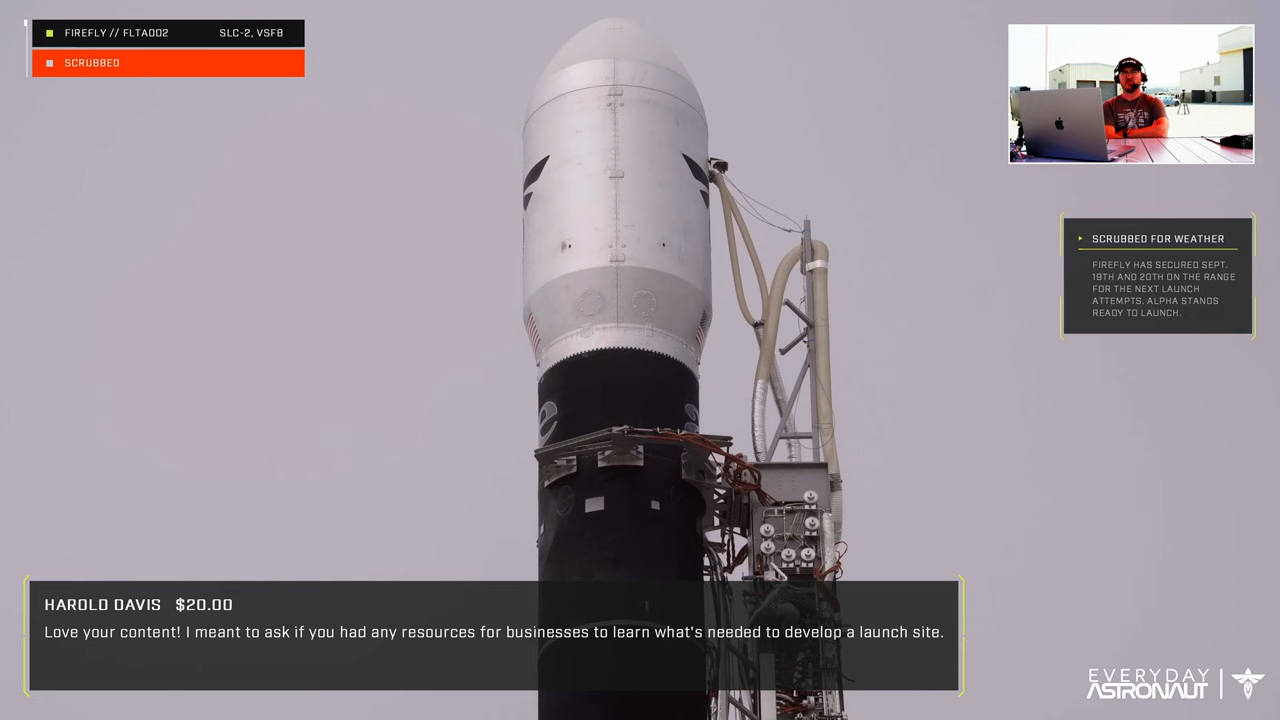 FIREFLY // FLTA002 SLC-2, VSFB
SCRUBBED
SCRUBBED FOR WEATHER
FIREFLY HAS SECURED SEPT.
19TH AND 20TH ON THE RANGE
FOR THE NEXT LAUNCH
ATTEMPTS. ALPHA STANDS
READY TO LAUNCH.
HAROLD DAVIS $20.00
Love your content! I meant to ask if you had any resources for businesses to learn what's needed to develop a launch site.
EVERYDAY
ASTRONAUT